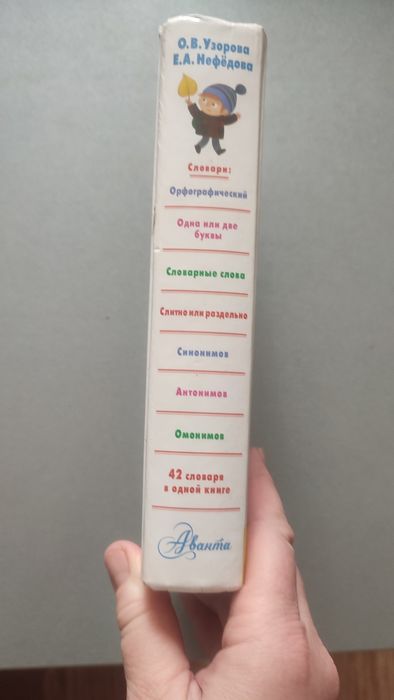 О.В. Узорова
Е.А. Нефёдова
Словари:
Орфографический
Одна или две
буквы
Словарные слова
Слитно или раздельно
Синонимов
Антонимов
Омонимов
42 словаря
в одной книге
Аванта